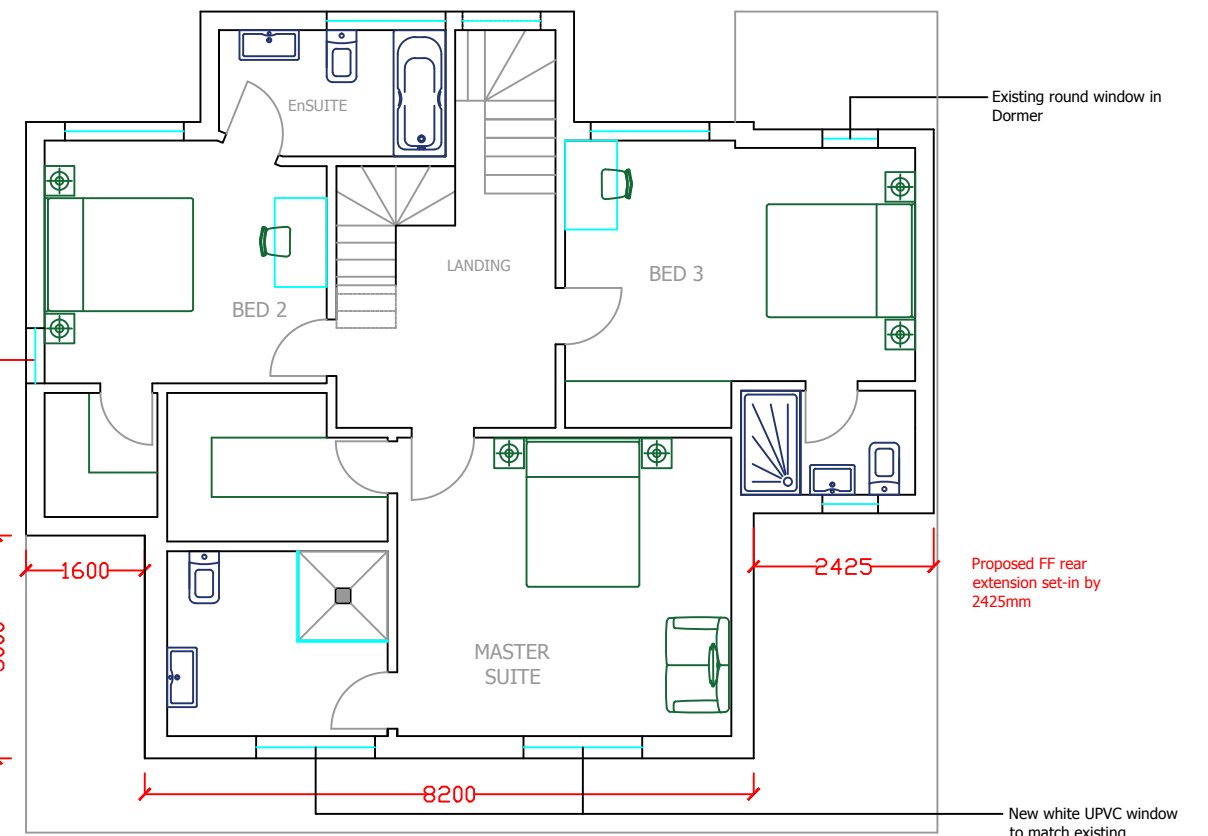 EnSUITE
Existing round window in
Dormer
LANDING
BED 3
BED 2
1600
2425
Proposed FF rear
extension set-in by
2425mm
MASTER
SUITE
8200
New white UPVC window
to match existing